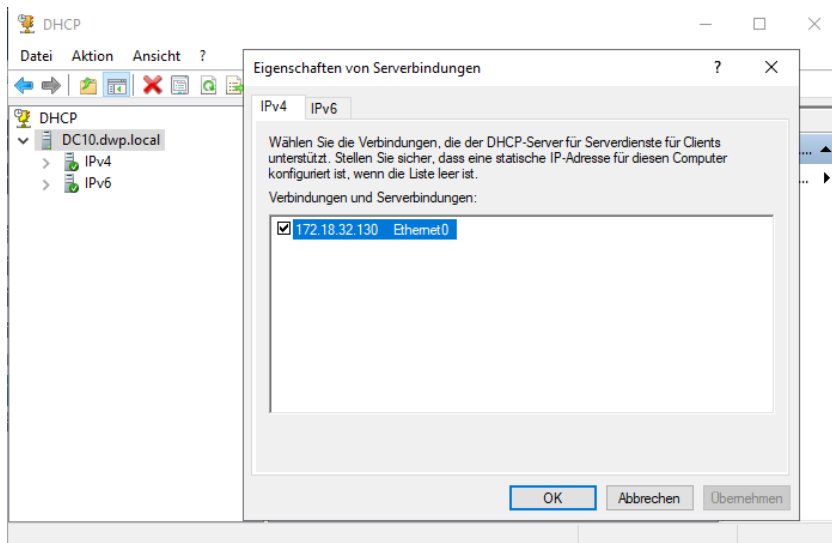 DHCP
Datei Aktion Ansicht ?
DHCP
DC10.dwp.local
IPv4
IPv6
Eigenschaften von Serverbindungen ?
IPv4 IPv6
Wählen Sie die Verbindungen, die der DHCP-Server für Serverdienste für Clients
unterstützt. Stellen Sie sicher, dass eine statische IP-Adresse für diesen Computer
konfiguriert ist, wenn die Liste leer ist.
Verbindungen und Serverbindungen:
172.18.32.130 Ethernet0
OK Abbrechen Übernehmen
...
...